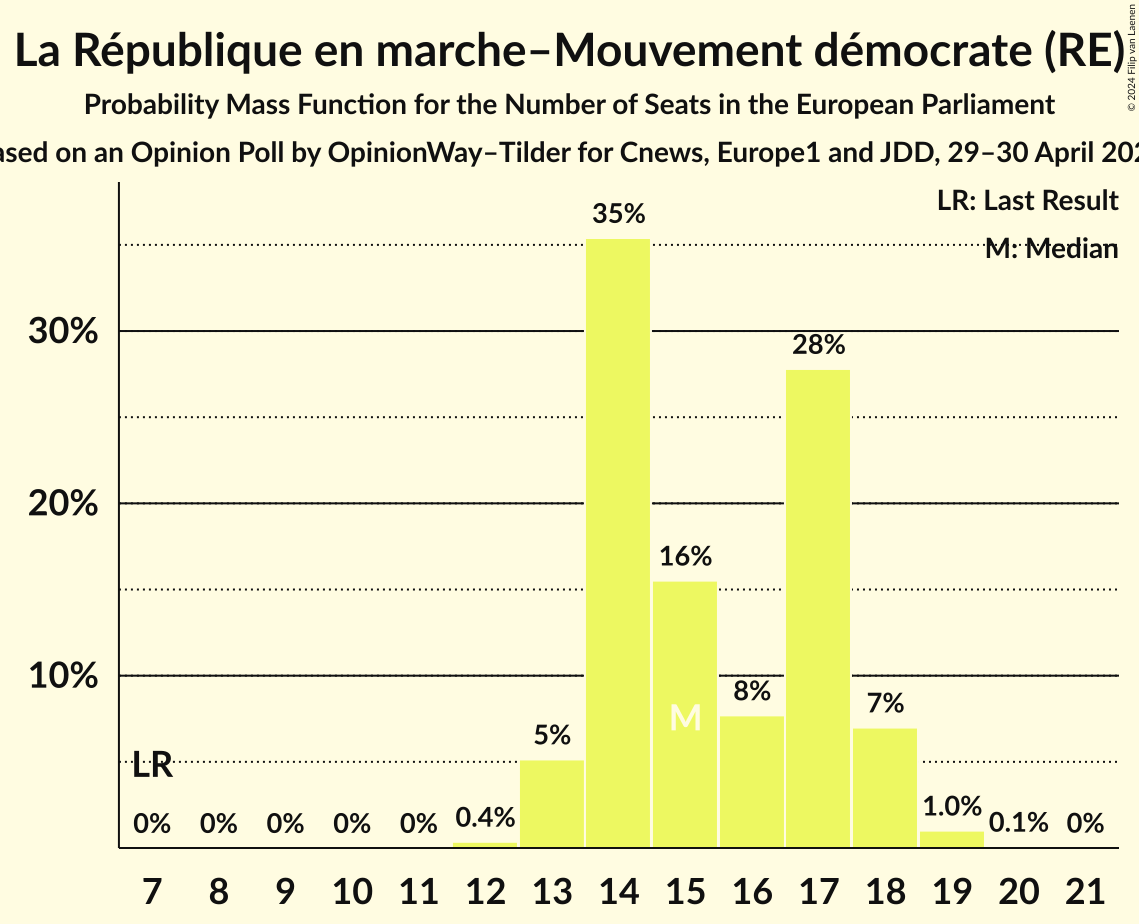 La République en marche–Mouvement démocrate (RE)
© 2024 Filip van Laenen
Probability Mass Function for the Number of Seats in the European Parliament
on an Opinion Poll by OpinionWay–Tilder for Cnews, Europe1 and JDD, 29–30 April
LR: Last Result
M: Median
35%
30%
28%
20%
16%
10%
8%
7%
5%
M
LR
0% 0% 0% 0% 0% 0.4% 1.0% 0.1% 0%
7 8 9 10 11 12 13 14 15 16 17 18 19 20 21